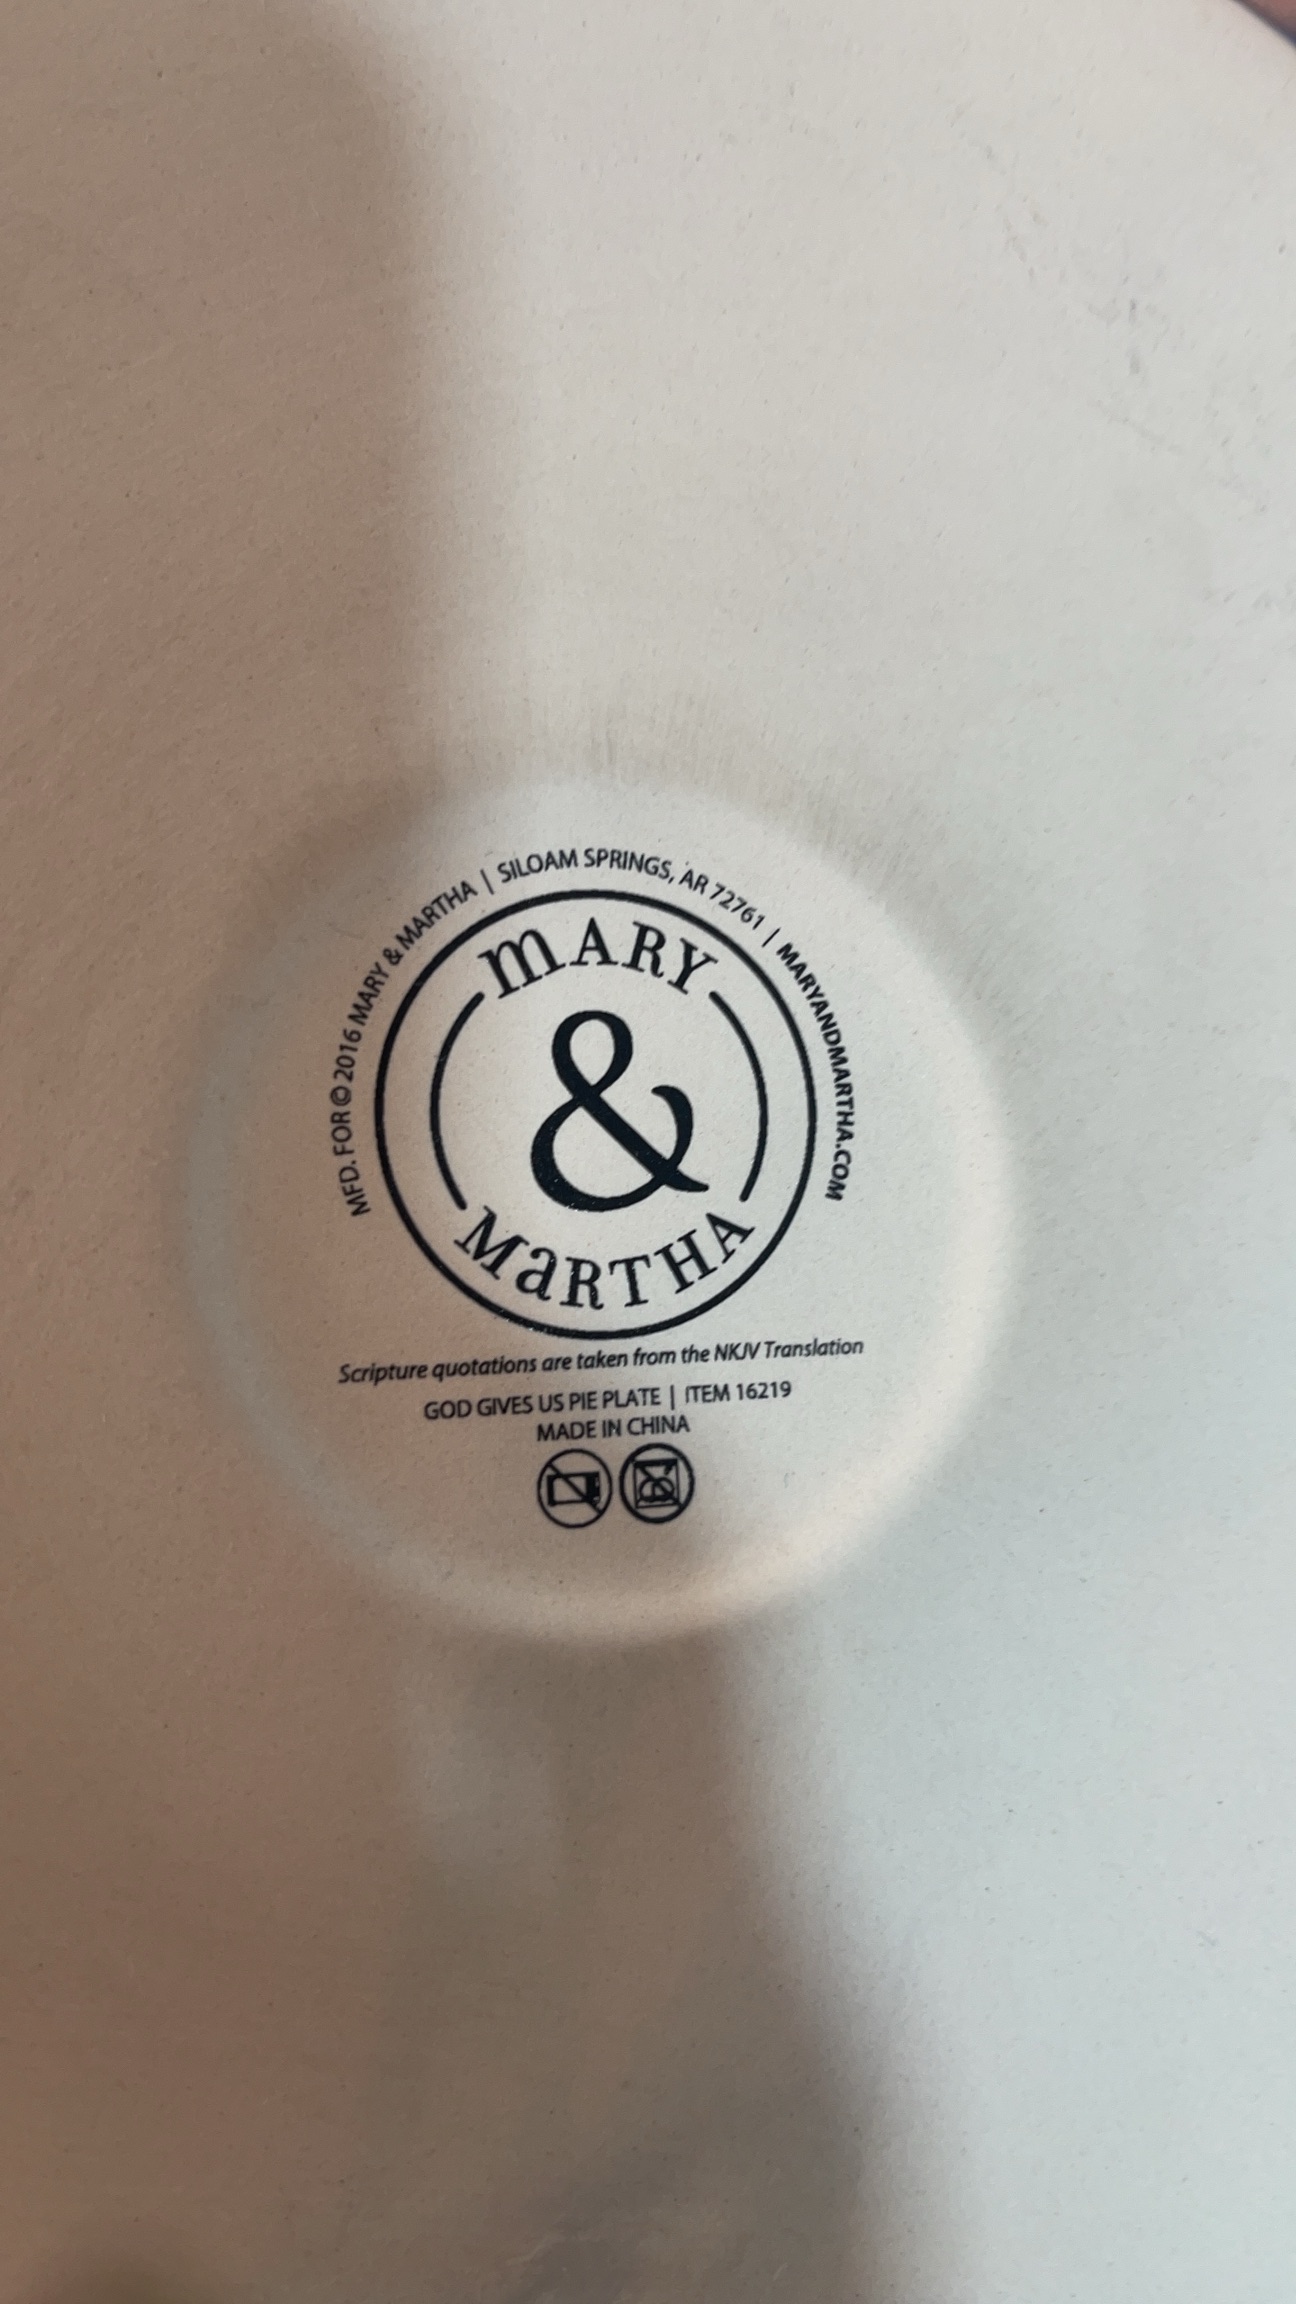 MFD. FOR © 2016 MARY & MARTHA | SILOAM SPRINGS, AR 72761 | MARYANDMARTHA.COM
mARY
&
MaRTHA
Scripture quotations are taken from the NKJV Translation
GOD GIVES US PIE PLATE | ITEM 16219
MADE IN CHINA